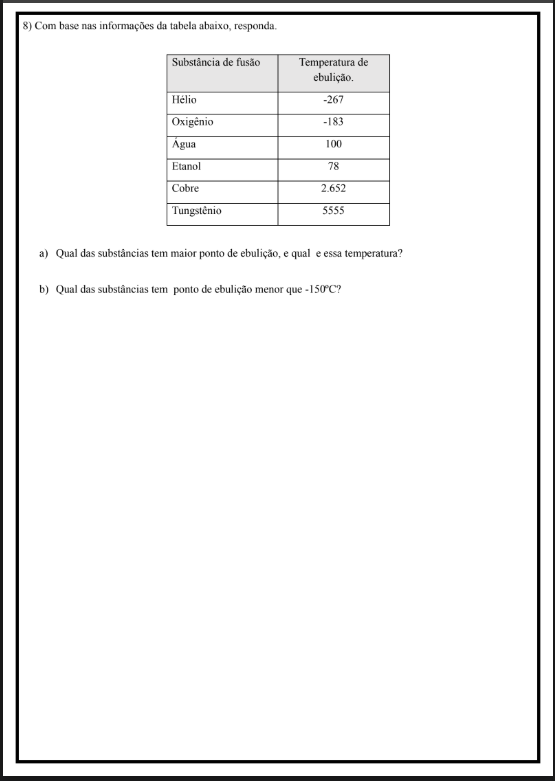 8) Com base nas informações da tabela abaixo, responda.
Substância de fusão Temperatura de
ebulição.
Hélio -267
Oxigênio -183
Água 100
Etanol 78
Cobre 2.652
Tungstênio 5555
a) Qual das substâncias tem maior ponto de ebulição, e qual e essa temperatura?
b) Qual das substâncias tem ponto de ebulição menor que -150ºC?